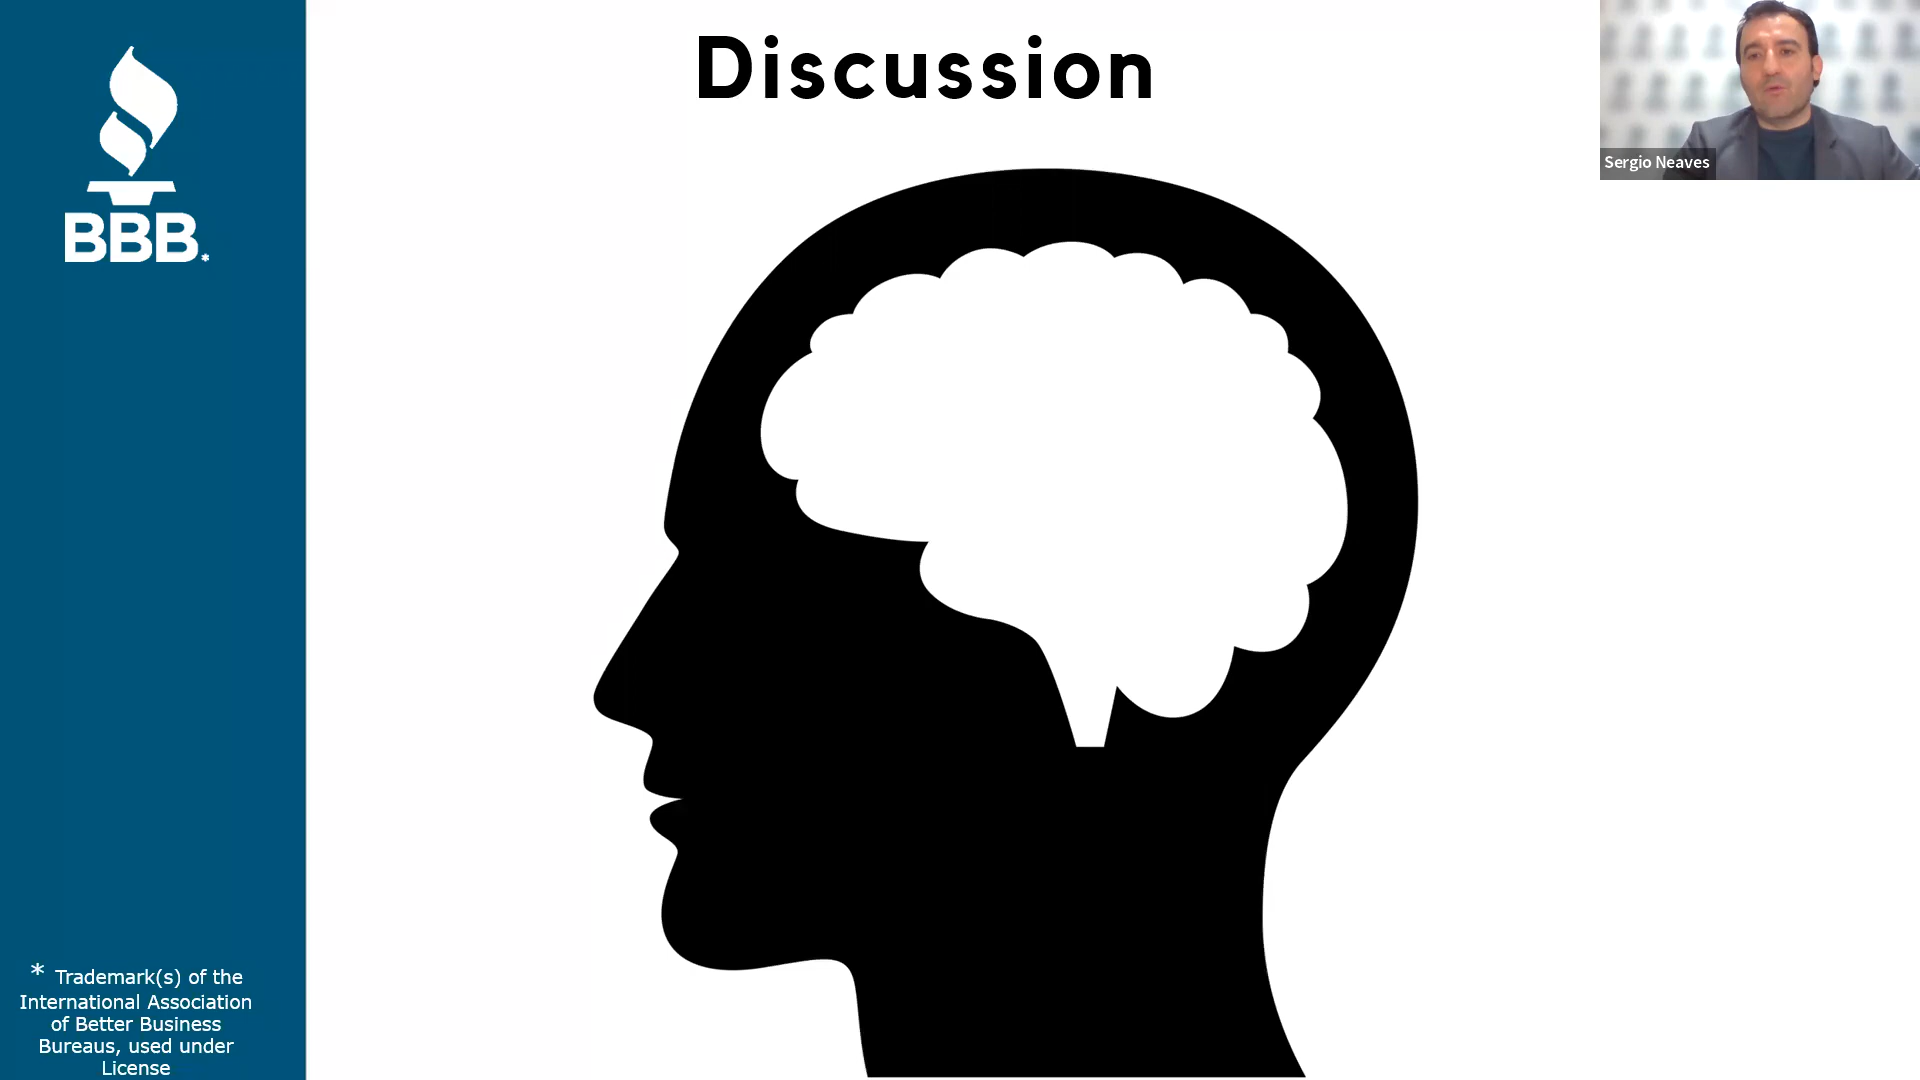 Discussion
Sergio Neaves
BBB.*
* Trademark(s) of the
International Association
of Better Business
Bureaus, used under
License